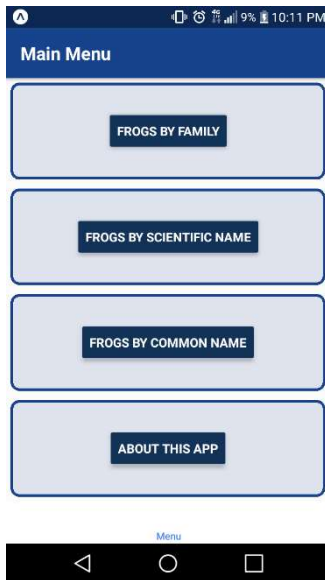 9% 10:11 PM
Main Menu
FROGS BY FAMILY
FROGS BY SCIENTIFIC NAME
FROGS BY COMMON NAME
ABOUT THIS APP
Menu